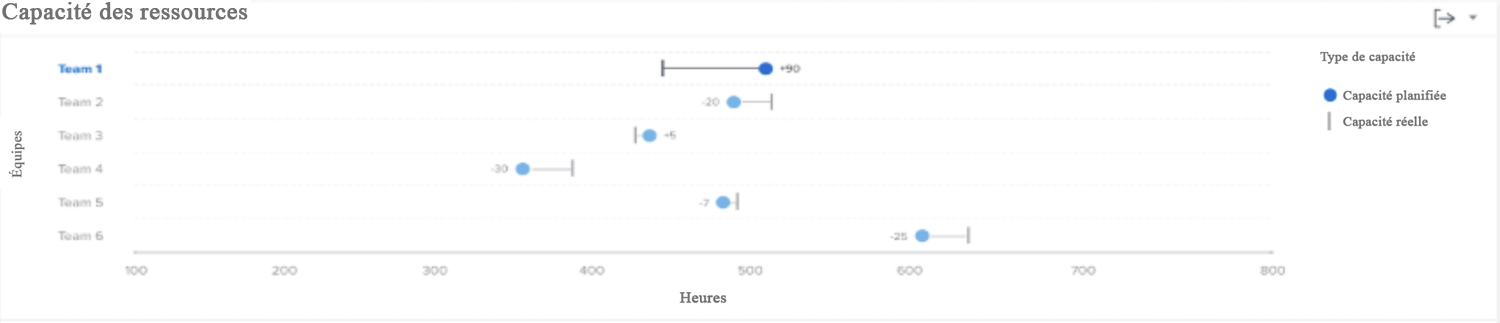 Capacité des ressources
Type de capacité
Team 1 +90
Capacité planifiée
Team 2 -20
Capacité réelle
Team 3 +5
Équipes
Team 4 -30
Team 5 -7
Team 6 -25
100 200 300 400 500 600 700 800
Heures